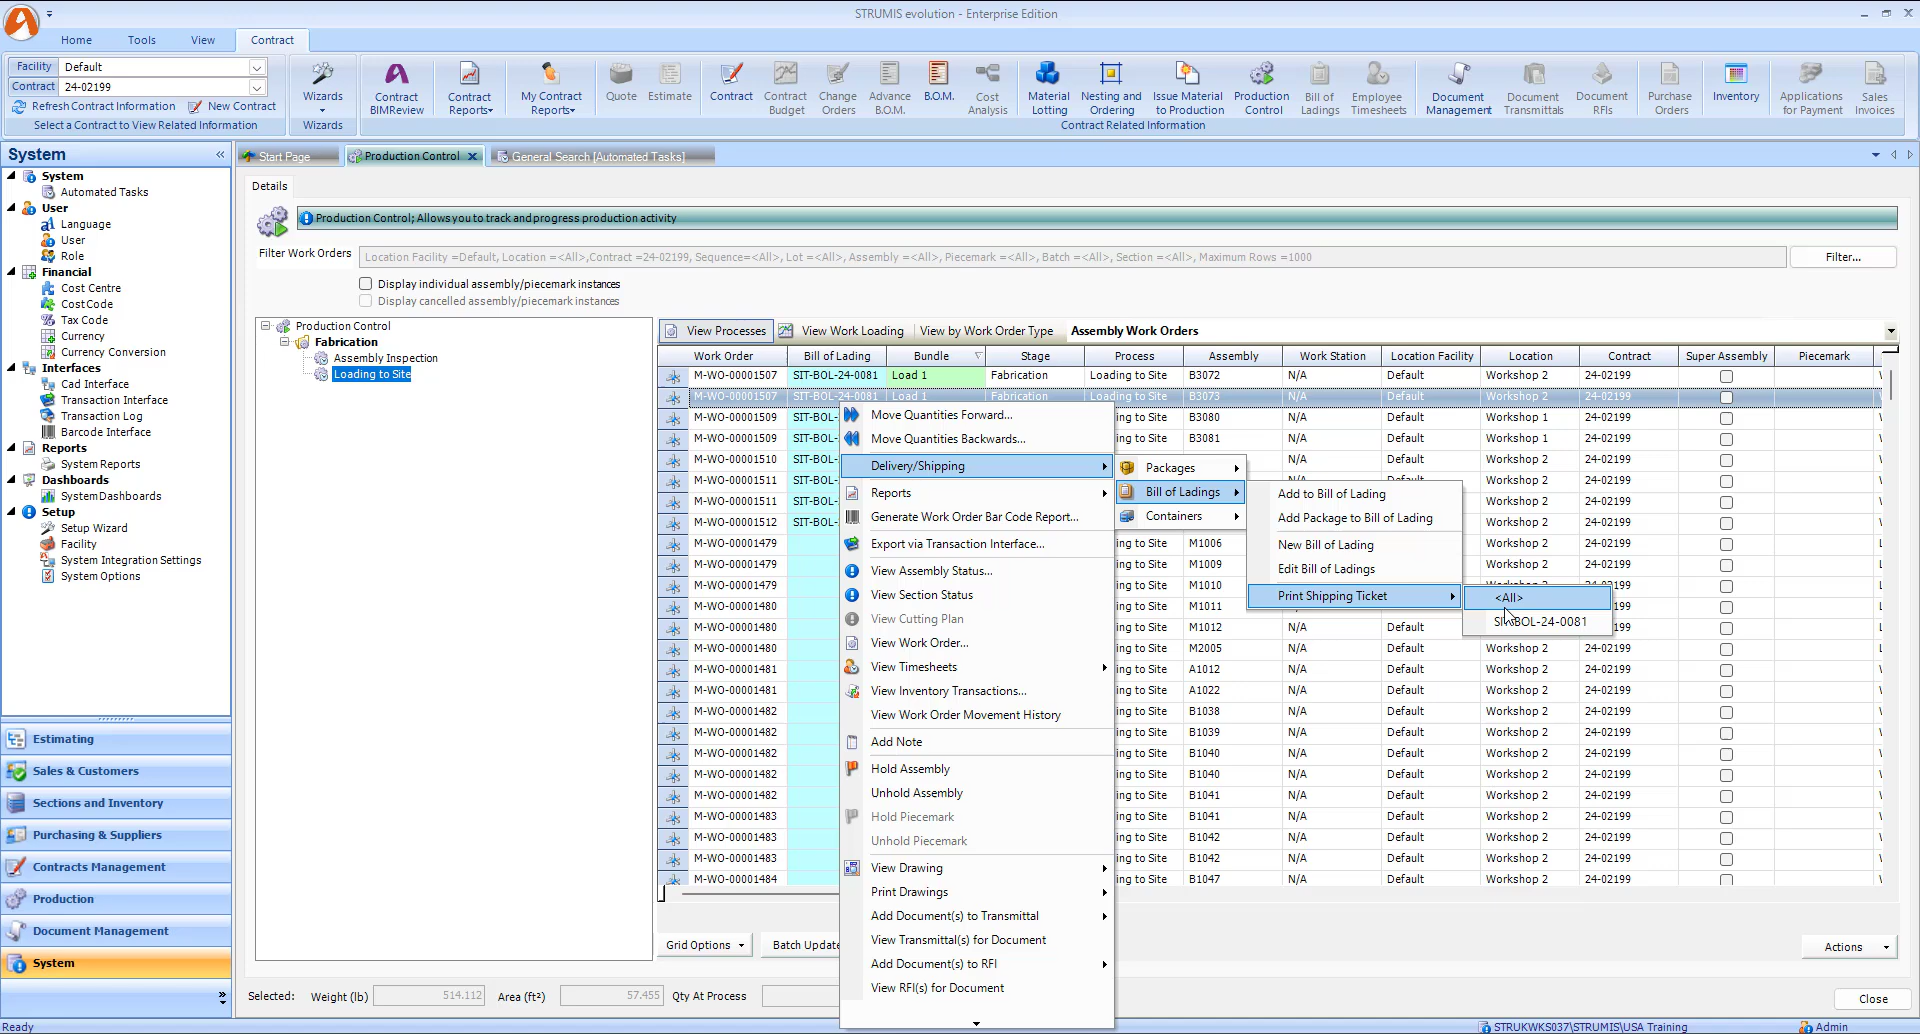 STRUMIS evolution - Enterprise Edition
Home Tools View Contract
Facility Default
Contract 24-02199
Refresh Contract Information New Contract
Select a Contract to View Related Information
Wizards
Wizards
Contract BIMReview
Contract Reports
My Contract Reports
Quote
Estimate
Contract
Contract Budget
Change Orders
Advance B.O.M.
B.O.M.
Cost Analysis
Material Lotting
Nesting and Ordering
Issue Material to Production
Production Control
Bill of Ladings
Employee Timesheets
Document Management
Document Transmittals
Document RFIs
Purchase Orders
Inventory
Applications for Payment
Sales Invoices
Contract Related Information
System
System
Automated Tasks
User
Language
User
Role
Financial
Cost Centre
Cost Code
Tax Code
Currency
Currency Conversion
Interfaces
Cad Interface
Transaction Interface
Transaction Log
Barcode Interface
Reports
System Reports
Dashboards
System Dashboards
Setup
Setup Wizard
Facility
System Integration Settings
System Options
Estimating
Sales & Customers
Sections and Inventory
Purchasing & Suppliers
Contracts Management
Production
Document Management
System
Start Page Production Control General Search [Automated Tasks]
Details
Production Control; Allows you to track and progress production activity
Filter Work Orders Location Facility =Default, Location =<All>,Contract =24-02199, Sequence=<All>, Lot =<All>, Assembly =<All>, Piecemark =<All>, Batch =<All>, Section =<All>, Maximum Rows =1000 Filter...
Display individual assembly/piecemark instances
Display cancelled assembly/piecemark instances
Production Control
Fabrication
Assembly Inspection
Loading to Site
View Processes View Work Loading View by Work Order Type Assembly Work Orders
Work Order Bill of Lading Bundle Stage Process Assembly Work Station Location Facility Location Contract Super Assembly Piecemark
M-WO-00001507 SIT-BOL-24-0081 Load 1 Fabrication Loading to Site B3072 N/A Default Workshop 2 24-02199
M-WO-00001507 SIT-BOL-24-0081 Load 1 Fabrication Loading to Site B3073 N/A Default Workshop 2 24-02199
M-WO-00001509 SIT-BOL- ing to Site B3080 N/A Default Workshop 1 24-02199
M-WO-00001509 SIT-BOL- ing to Site B3081 N/A Default Workshop 1 24-02199
M-WO-00001510 SIT-BOL- Default Workshop 2 24-02199
M-WO-00001511 SIT-BOL- Workshop 2 24-02199
M-WO-00001511 SIT-BOL- 24-02199
M-WO-00001512 SIT-BOL- 24-02199
M-WO-00001479 ing to Site M1006 24-02199
M-WO-00001479 ing to Site M1009 24-02199
M-WO-00001479 ing to Site M1010
M-WO-00001480 ing to Site M1011
M-WO-00001480 ing to Site M1012 N/A Default
M-WO-00001480 ing to Site M2005 N/A Default Workshop 2 24-02199
M-WO-00001481 ing to Site A1012 N/A Default Workshop 2 24-02199
M-WO-00001481 ing to Site A1022 N/A Default Workshop 2 24-02199
M-WO-00001482 ing to Site B1038 N/A Default Workshop 2 24-02199
M-WO-00001482 ing to Site B1039 N/A Default Workshop 2 24-02199
M-WO-00001482 ing to Site B1040 N/A Default Workshop 2 24-02199
M-WO-00001482 ing to Site B1040 N/A Default Workshop 2 24-02199
M-WO-00001482 ing to Site B1041 N/A Default Workshop 2 24-02199
M-WO-00001483 ing to Site B1041 N/A Default Workshop 2 24-02199
M-WO-00001483 ing to Site B1042 N/A Default Workshop 2 24-02199
M-WO-00001483 ing to Site B1042 N/A Default Workshop 2 24-02199
M-WO-00001484 ing to Site B1047 N/A Default Workshop 2 24-02199
Move Quantities Forward...
Move Quantities Backwards...
Delivery/Shipping
Reports
Generate Work Order Bar Code Report...
Export via Transaction Interface...
View Assembly Status...
View Section Status
View Cutting Plan
View Work Order...
View Timesheets
View Inventory Transactions...
View Work Order Movement History
Add Note
Hold Assembly
Unhold Assembly
Hold Piecemark
Unhold Piecemark
View Drawing
Print Drawings
Add Document(s) to Transmittal
View Transmittal(s) for Document
Add Document(s) to RFI
View RFI(s) for Document
Packages
Bill of Ladings
Containers
Add to Bill of Lading
Add Package to Bill of Lading
New Bill of Lading
Edit Bill of Ladings
Print Shipping Ticket
<All>
SIT-BOL-24-0081
Grid Options Batch Update Actions
Selected: Weight (lb) 514.112 Area (ft²) 57.455 Qty At Process Close
Ready STRUKWKS037\STRUMIS\USA Training Admin